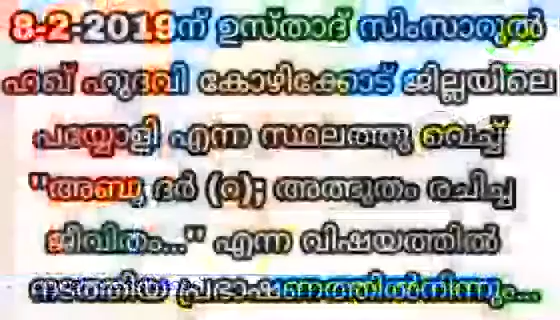 8-2-2019ന് ഉസ്താദ് സിംസാറുൽ
ഹഖ് ഹുദവി കോഴിക്കോട് ജില്ലയിലെ
പയ്യോളി എന്ന സ്ഥലത്തു വെച്ച്
"അബൂ ദർ (റ); അത്ഭുതം രചിച്ച
ജീവിതം..." എന്ന വിഷയത്തിൽ
നടത്തിയ പ്രഭാഷണത്തിൽനിന്നും...